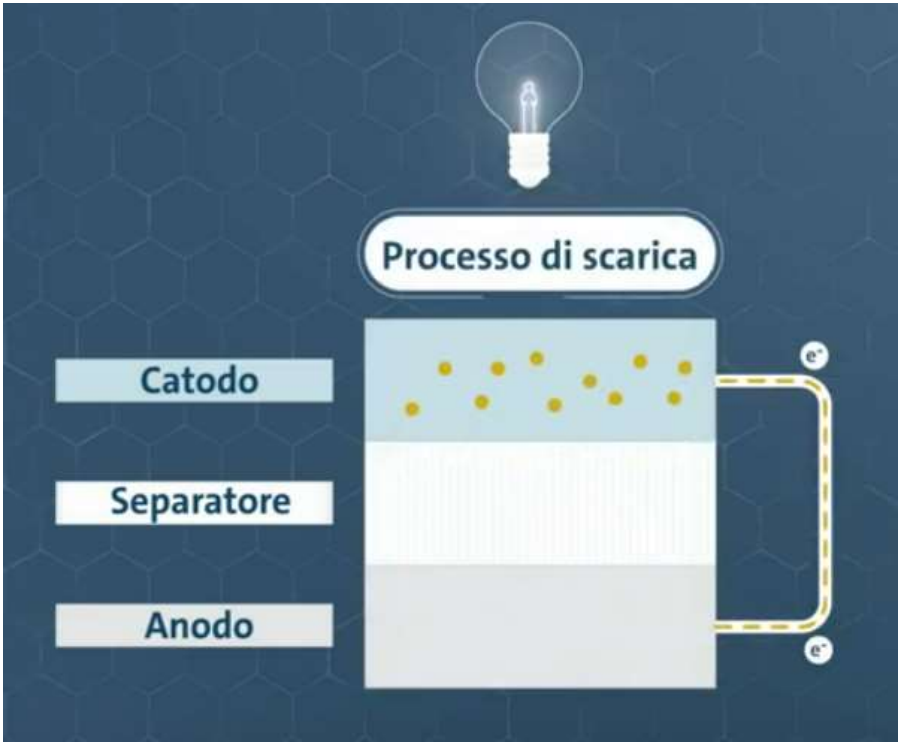 Processo di scarica
Catodo
e-
Separatore
Anodo
e-